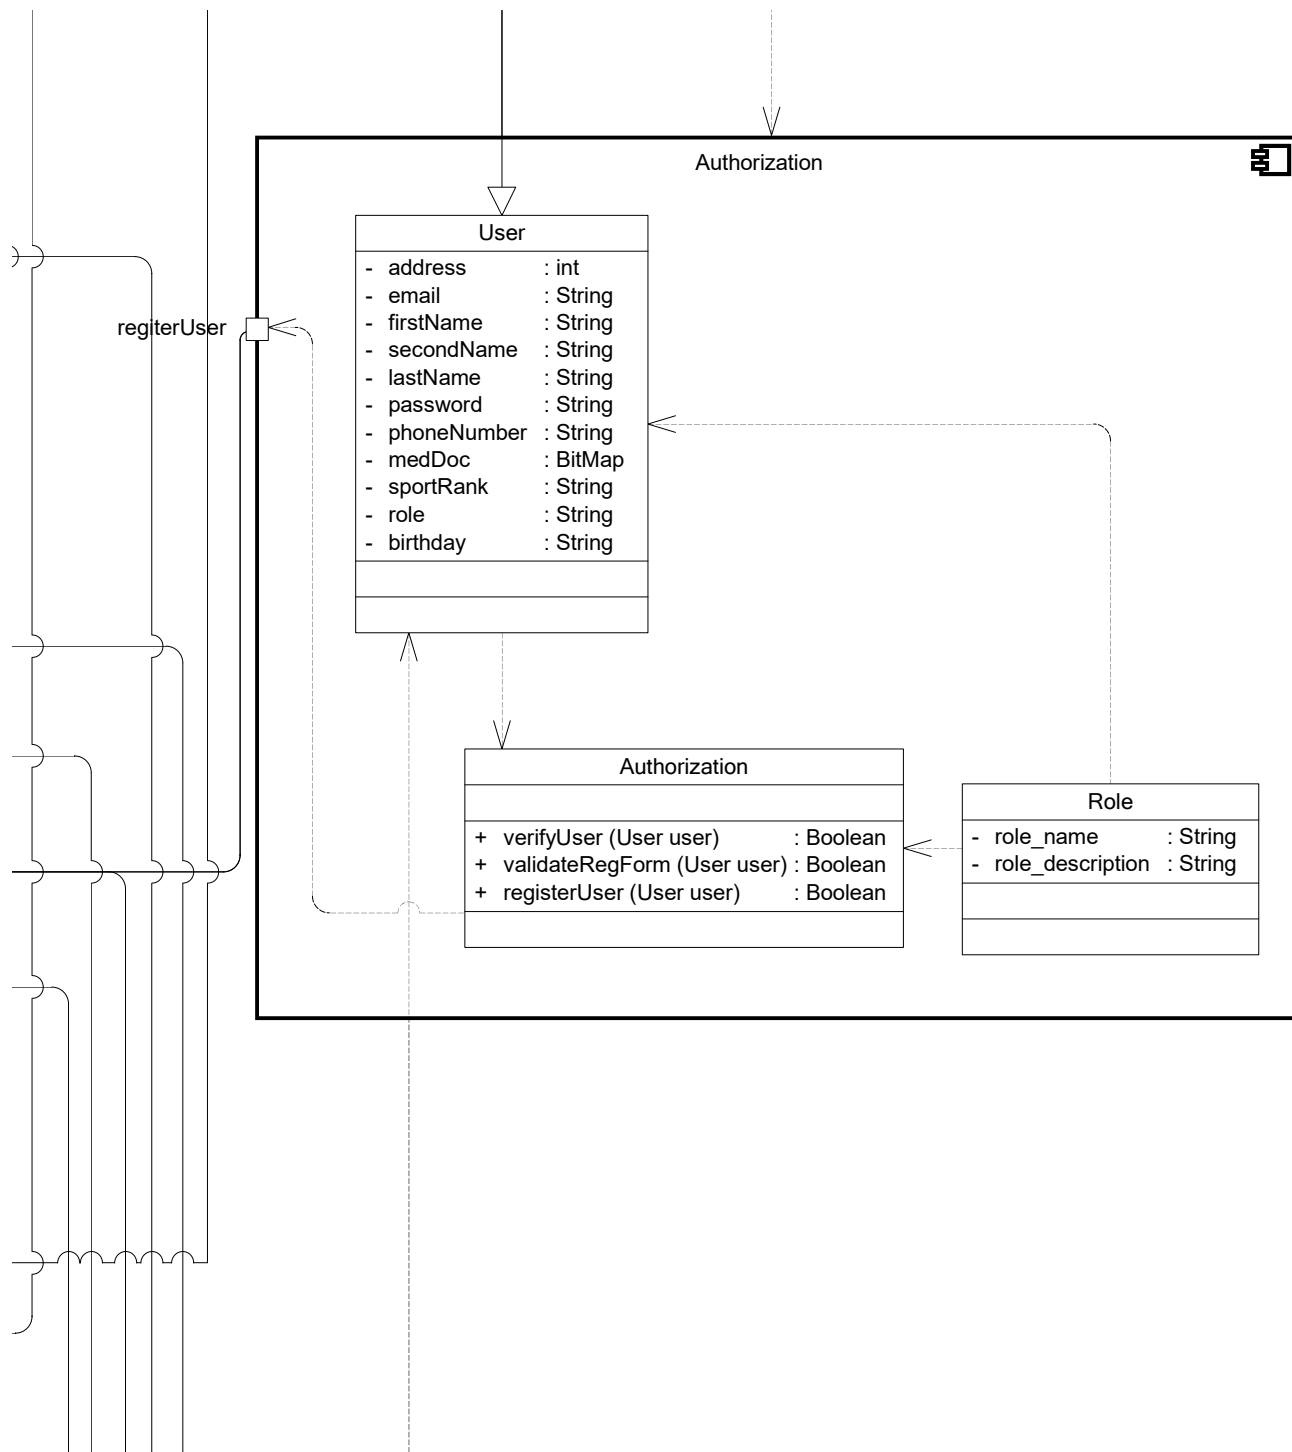 Authorization
User
- address : int
- email : String
- firstName : String
- secondName : String
- lastName : String
- password : String
- phoneNumber : String
- medDoc : BitMap
- sportRank : String
- role : String
- birthday : String
regiterUser
Authorization
+ verifyUser (User user) : Boolean
+ validateRegForm (User user) : Boolean
+ registerUser (User user) : Boolean
Role
- role_name : String
- role_description : String